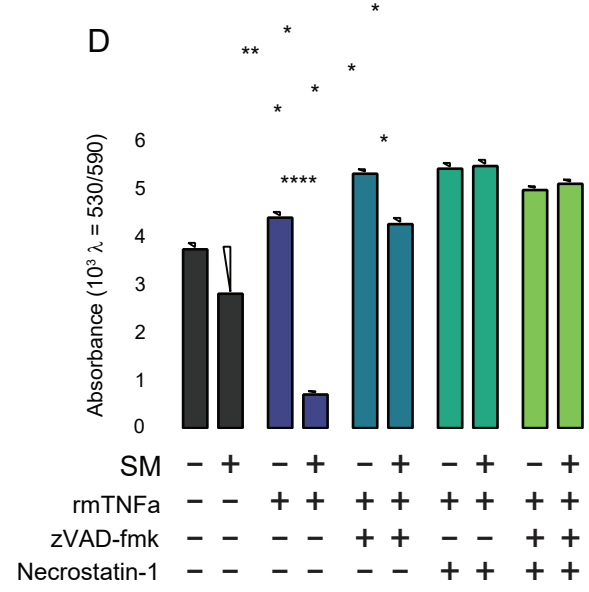 *
D
*
**
*
*
*
6
*
5
****
4
3
2
1
0
Absorbance (10³ λ = 530/590)
SM − + − + − + − + − +
rmTNFa − − + + + + + + + +
zVAD-fmk − − − − + + − − + +
Necrostatin-1 − − − − − − + + + +